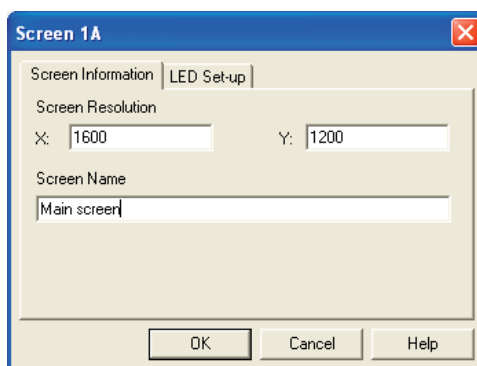 Screen 1A
Screen Information LED Set-up
Screen Resolution
X: 1600 Y: 1200
Screen Name
Main screen
OK Cancel Help